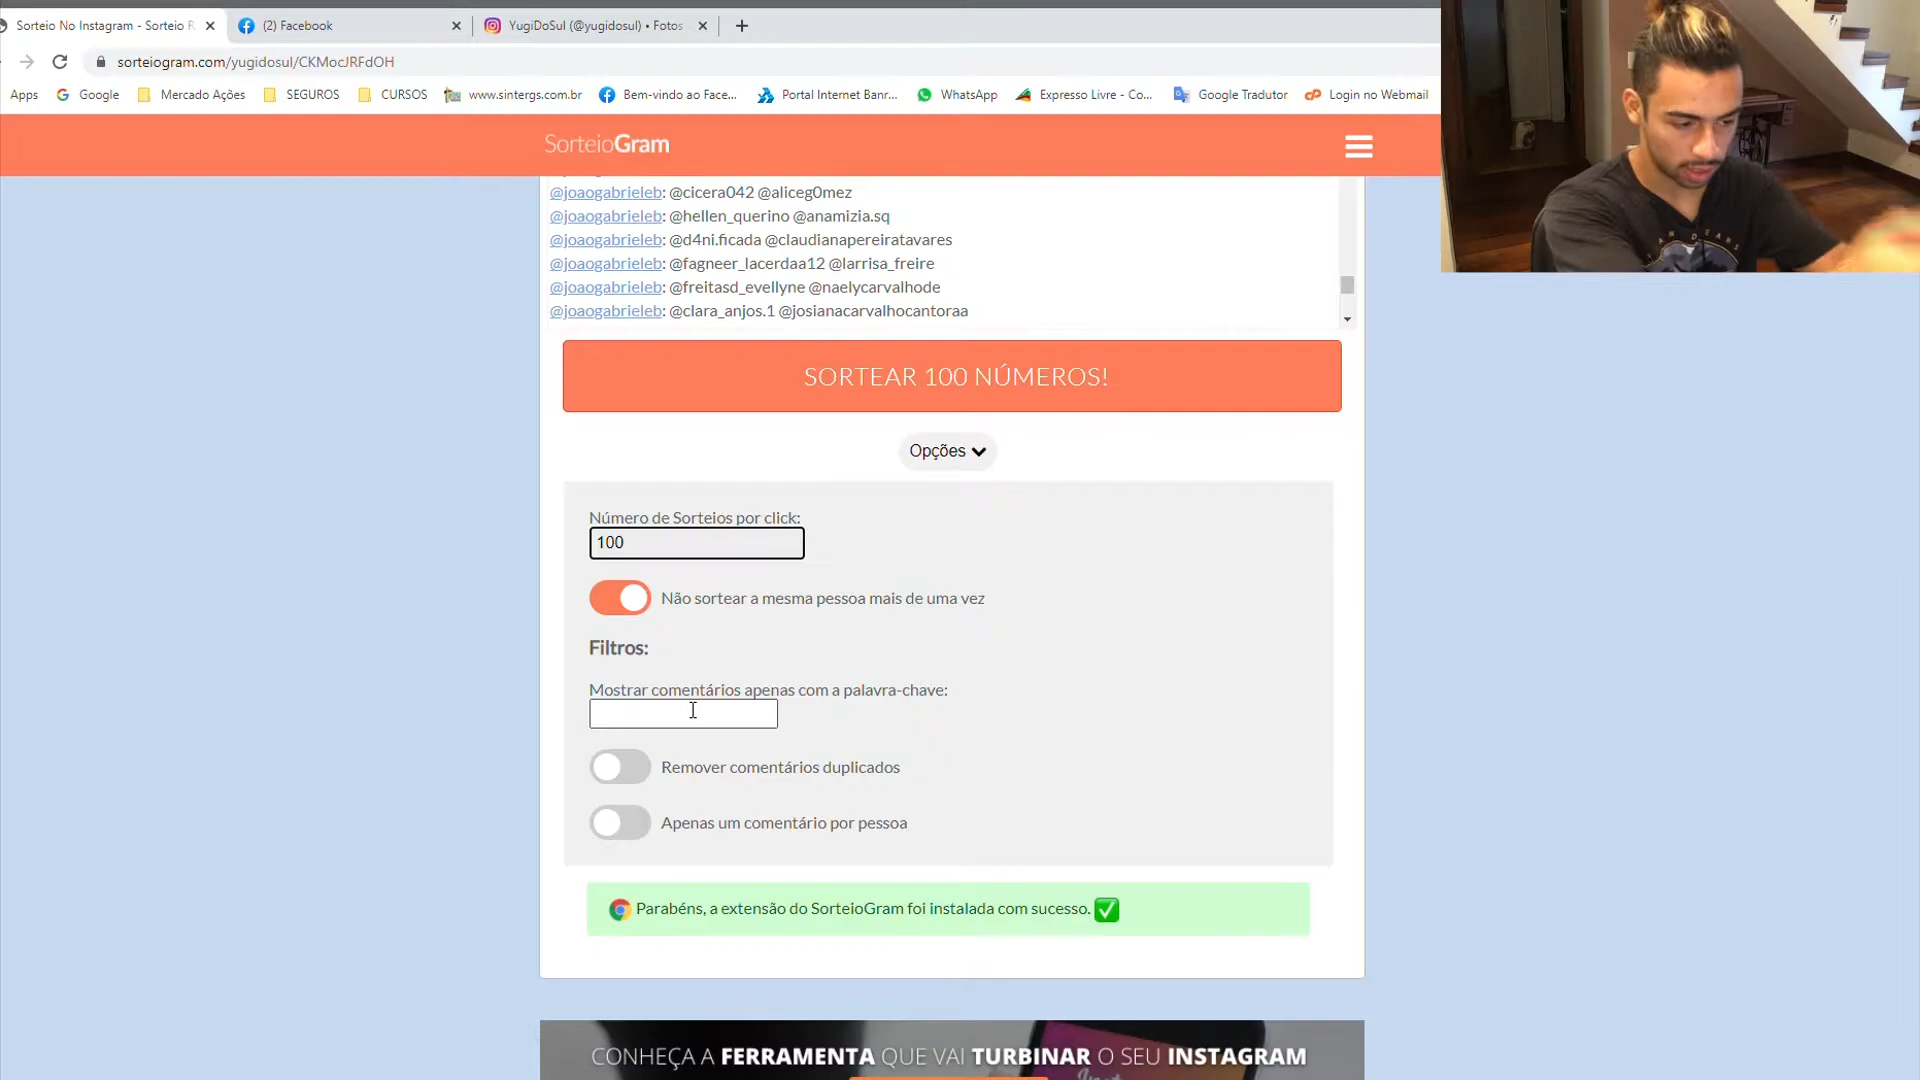 Sorteio No Instagram - Sorteio R
(2) Facebook
YugiDoSul (@yugidosul) • Fotos
sorteiogram.com/yugidosul/CKMocJRFdOH
Apps
Google
Mercado Ações
SEGUROS
CURSOS
www.sintergs.com.br
Bem-vindo ao Face...
Portal Internet Banr...
WhatsApp
Expresso Livre - Co...
Google Tradutor
Login no Webmail
SorteioGram
@joaogabrieleb: @cicera042 @aliceg0mez
@joaogabrieleb: @hellen_querino @anamizia.sq
@joaogabrieleb: @d4ni.ficada @claudianapereiratavares
@joaogabrieleb: @fagneer_lacerdaa12 @larrisa_freire
@joaogabrieleb: @freitasd_evellyne @naelycarvalhode
@joaogabrieleb: @clara_anjos.1 @josianacarvalhocantoraa
SORTEAR 100 NÚMEROS!
Opções
Número de Sorteios por click:
100
Não sortear a mesma pessoa mais de uma vez
Filtros:
Mostrar comentários apenas com a palavra-chave:
Remover comentários duplicados
Apenas um comentário por pessoa
Parabéns, a extensão do SorteioGram foi instalada com sucesso.
CONHEÇA A FERRAMENTA QUE VAI TURBINAR O SEU INSTAGRAM